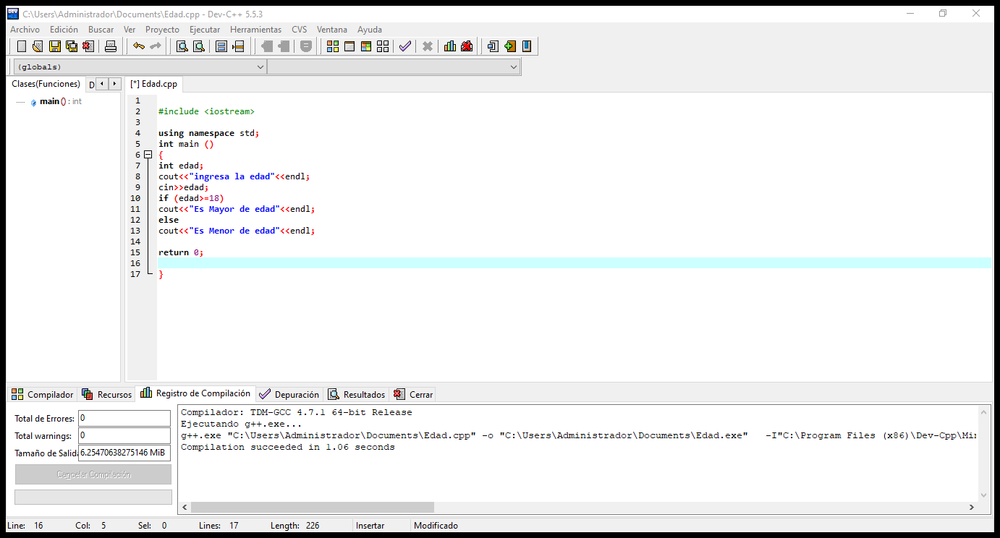 C:\Users\Administrador\Documents\Edad.cpp - Dev-C++ 5.5.3
Archivo Edición Buscar Ver Proyecto Ejecutar Herramientas CVS Ventana Ayuda
(globals)
Clases(Funciones) D [*] Edad.cpp
main () : int
1
2 #include <iostream>
3
4 using namespace std;
5 int main ()
6 {
7 int edad;
8 cout<<"ingresa la edad"<<endl;
9 cin>>edad;
10 if (edad>=18)
11 cout<<"Es Mayor de edad"<<endl;
12 else
13 cout<<"Es Menor de edad"<<endl;
14
15 return 0;
16
17 }
Compilador Recursos Registro de Compilación Depuración Resultados Cerrar
Total de Errores: 0
Total warnings: 0
Tamaño de Salida 6.25470638275146 MiB
Cancelar Compilación
Compilador: TDM-GCC 4.7.1 64-bit Release
Ejecutando g++.exe...
g++.exe "C:\Users\Administrador\Documents\Edad.cpp" -o "C:\Users\Administrador\Documents\Edad.exe" -I"C:\Program Files (x86)\Dev-Cpp\Min
Compilation succeeded in 1.06 seconds
Line: 16 Col: 5 Sel: 0 Lines: 17 Length: 226 Insertar Modificado